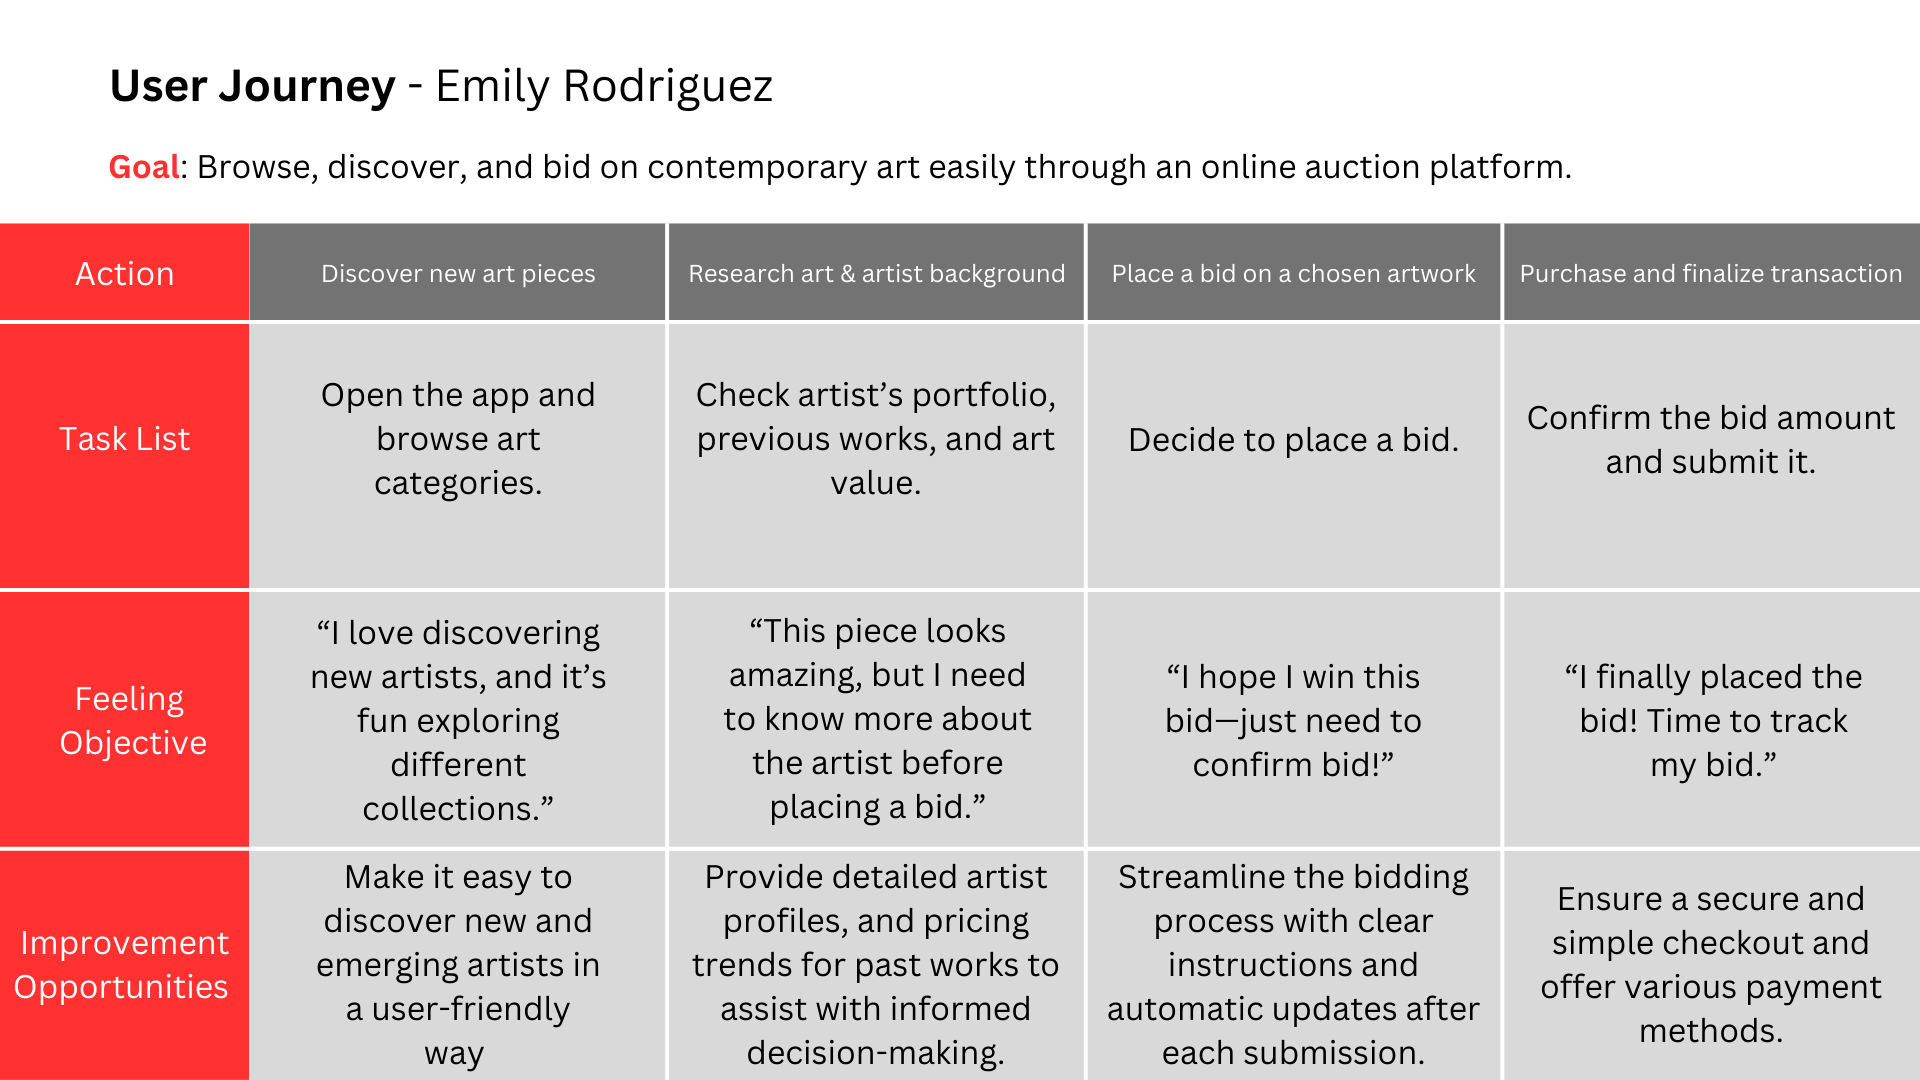 User Journey - Emily Rodriguez
Goal: Browse, discover, and bid on contemporary art easily through an online auction platform.
Action
Discover new art pieces
Research art & artist background
Place a bid on a chosen artwork
Purchase and finalize transaction
Task List
Open the app and
browse art
categories.
Check artist’s portfolio,
previous works, and art
value.
Decide to place a bid.
Confirm the bid amount
and submit it.
Feeling
Objective
“I love discovering
new artists, and it’s
fun exploring
different
collections.”
“This piece looks
amazing, but I need
to know more about
the artist before
placing a bid.”
“I hope I win this
bid—just need to
confirm bid!”
“I finally placed the
bid! Time to track
my bid.”
Improvement
Opportunities
Make it easy to
discover new and
emerging artists in
a user-friendly
way
Provide detailed artist
profiles, and pricing
trends for past works to
assist with informed
decision-making.
Streamline the bidding
process with clear
instructions and
automatic updates after
each submission.
Ensure a secure and
simple checkout and
offer various payment
methods.